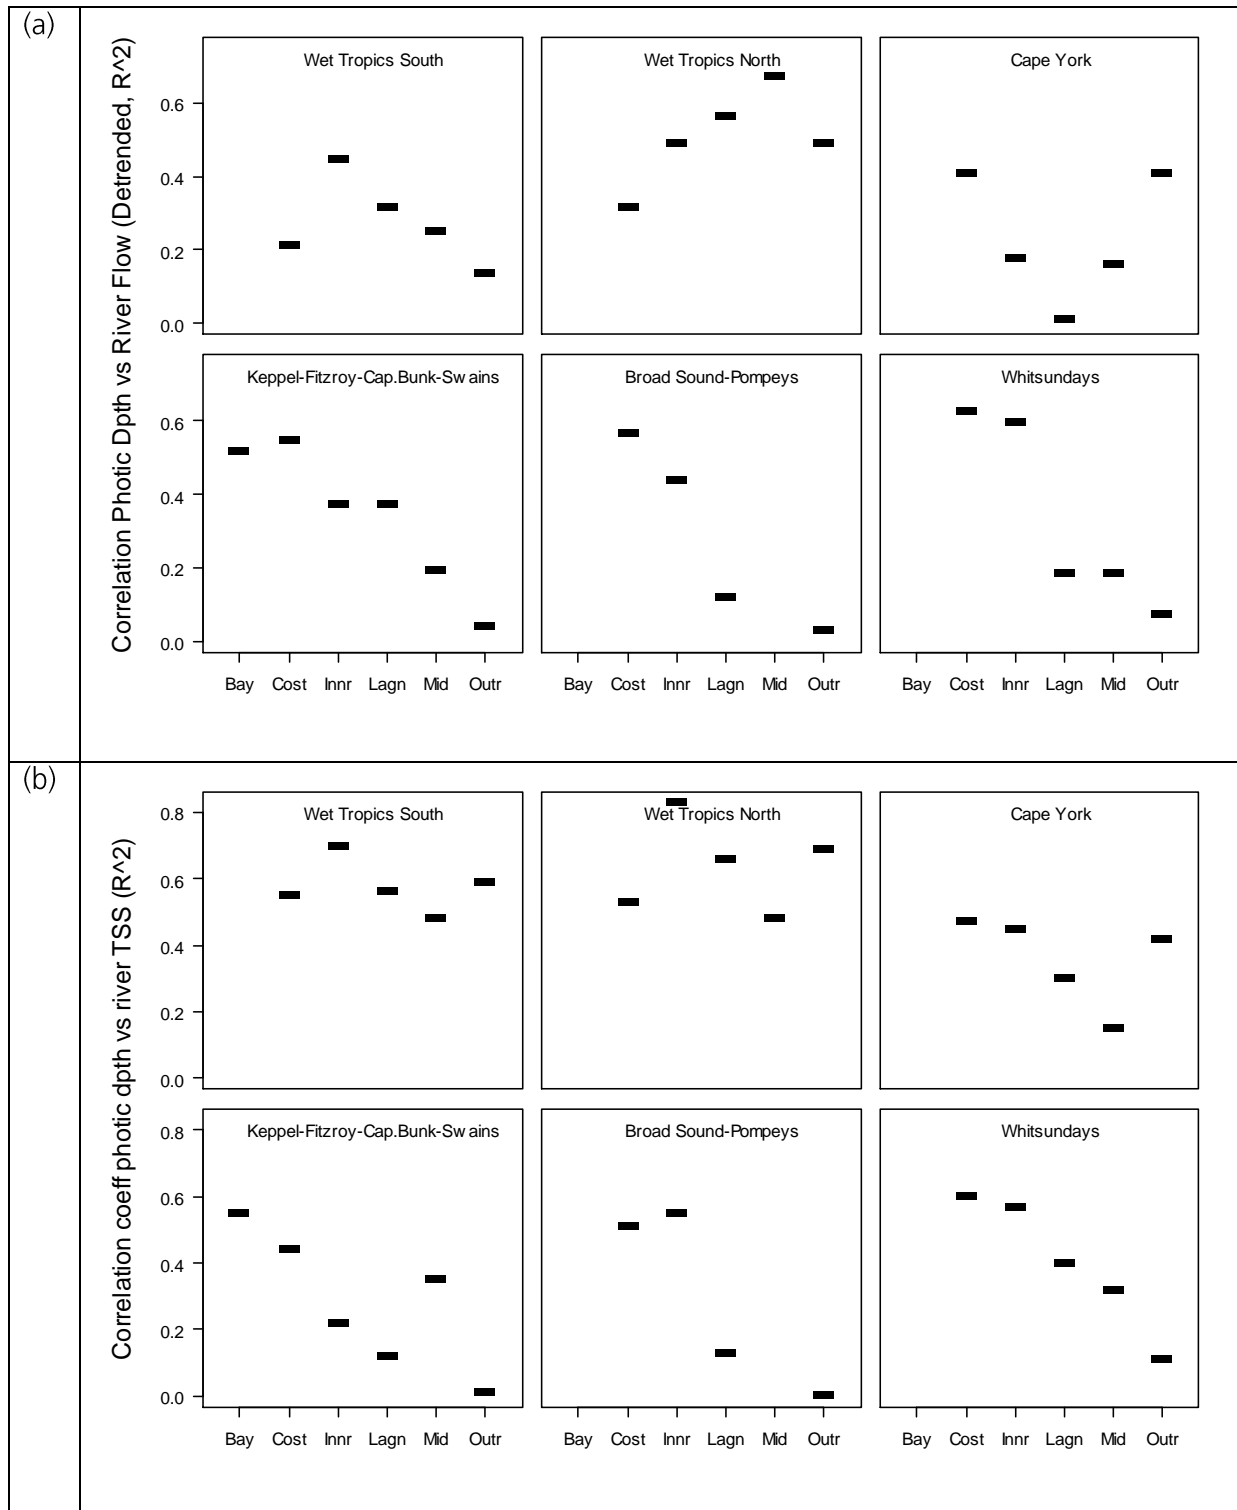 (a)
Correlation Photic Dpth vs River Flow (Detrended, R^2)
Wet Tropics South
Wet Tropics North
Cape York
0.6
0.4
0.2
0.0
Keppel-Fitzroy-Cap.Bunk-Swains
Broad Sound-Pompeys
Whitsundays
0.6
0.4
0.2
0.0
Bay Cost Innr Lagn Mid Outr
Bay Cost Innr Lagn Mid Outr
Bay Cost Innr Lagn Mid Outr
(b)
Correlation coeff photic dpth vs river TSS (R^2)
Wet Tropics South
Wet Tropics North
Cape York
0.8
0.6
0.4
0.2
0.0
Keppel-Fitzroy-Cap.Bunk-Swains
Broad Sound-Pompeys
Whitsundays
0.8
0.6
0.4
0.2
0.0
Bay Cost Innr Lagn Mid Outr
Bay Cost Innr Lagn Mid Outr
Bay Cost Innr Lagn Mid Outr